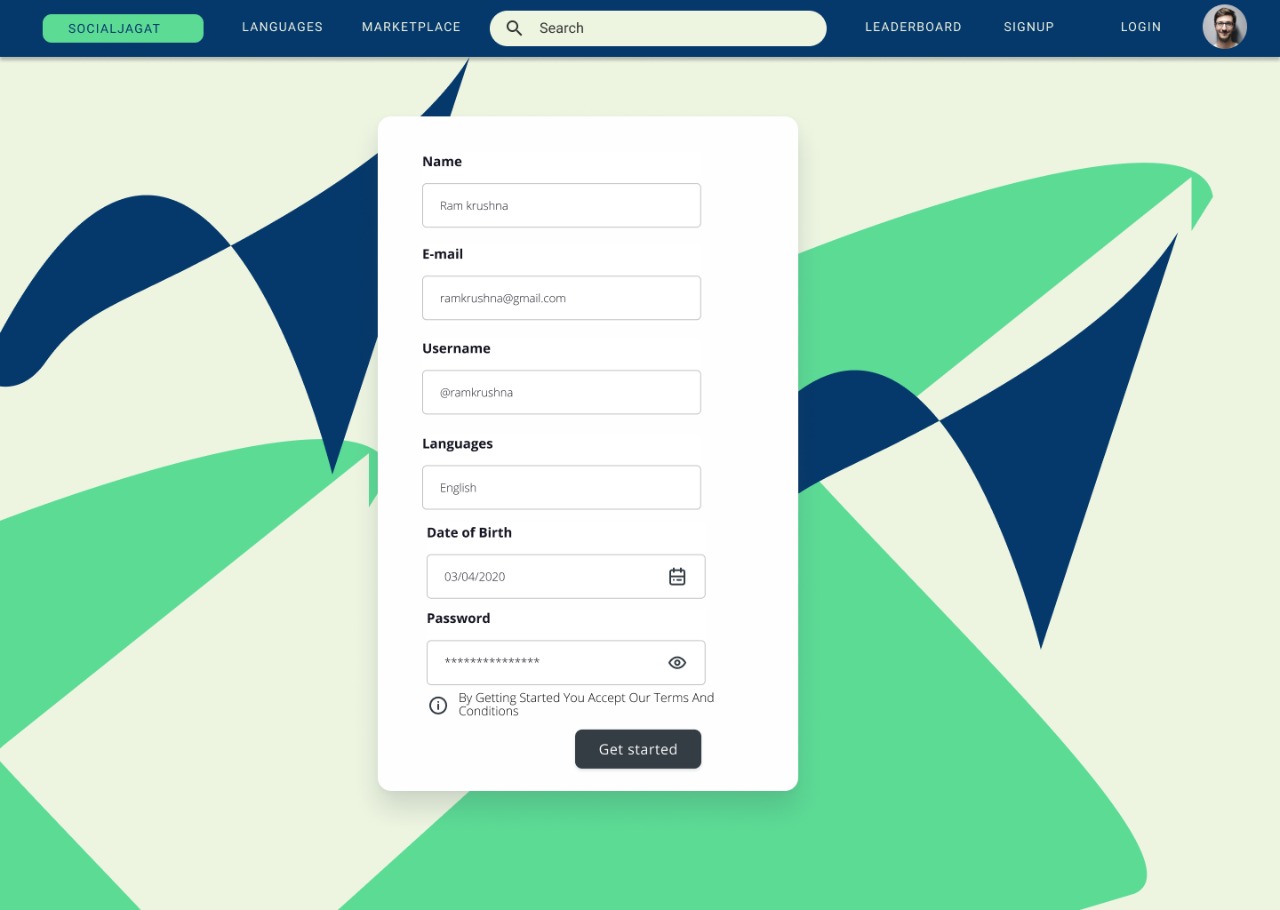 SOCIALJAGAT
LANGUAGES
MARKETPLACE
Search
LEADERBOARD
SIGNUP
LOGIN
Name
Ram krushna
E-mail
ramkrushna@gmail.com
Username
@ramkrushna
Languages
English
Date of Birth
03/04/2020
Password
***************
By Getting Started You Accept Our Terms And
Conditions
Get started